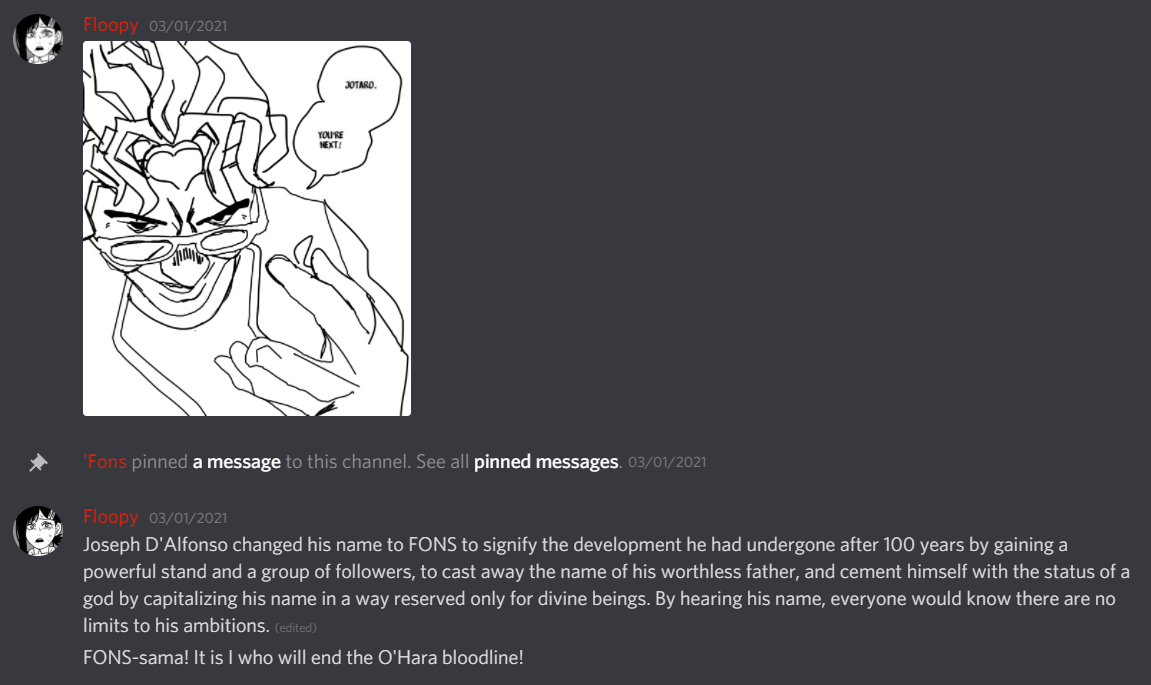 Floopy 03/01/2021
JOTARO.
YOU'RE
NEXT!
'Fons pinned a message to this channel. See all pinned messages. 03/01/2021
Floopy 03/01/2021
Joseph D'Alfonso changed his name to FONS to signify the development he had undergone after 100 years by gaining a
powerful stand and a group of followers, to cast away the name of his worthless father, and cement himself with the status of a
god by capitalizing his name in a way reserved only for divine beings. By hearing his name, everyone would know there are no
limits to his ambitions. (edited)
FONS-sama! It is I who will end the O'Hara bloodline!